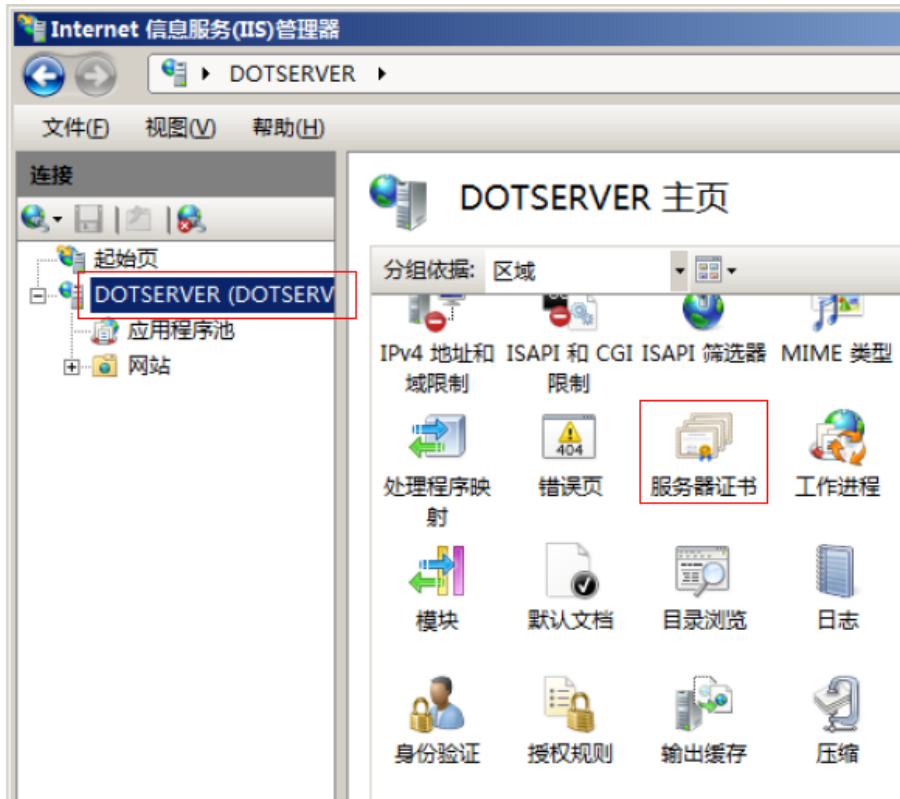 Internet 信息服务(IIS)管理器
DOTSERVER
文件(F) 视图(V) 帮助(H)
连接
起始页
DOTSERVER (DOTSERV
应用程序池
网站
DOTSERVER 主页
分组依据: 区域
IPv4 地址和 ISAPI 和 CGI ISAPI 筛选器 MIME 类型
域限制 限制
404
处理程序映 错误页 服务器证书 工作进程
射
模块 默认文档 目录浏览 日志
身份验证 授权规则 输出缓存 压缩